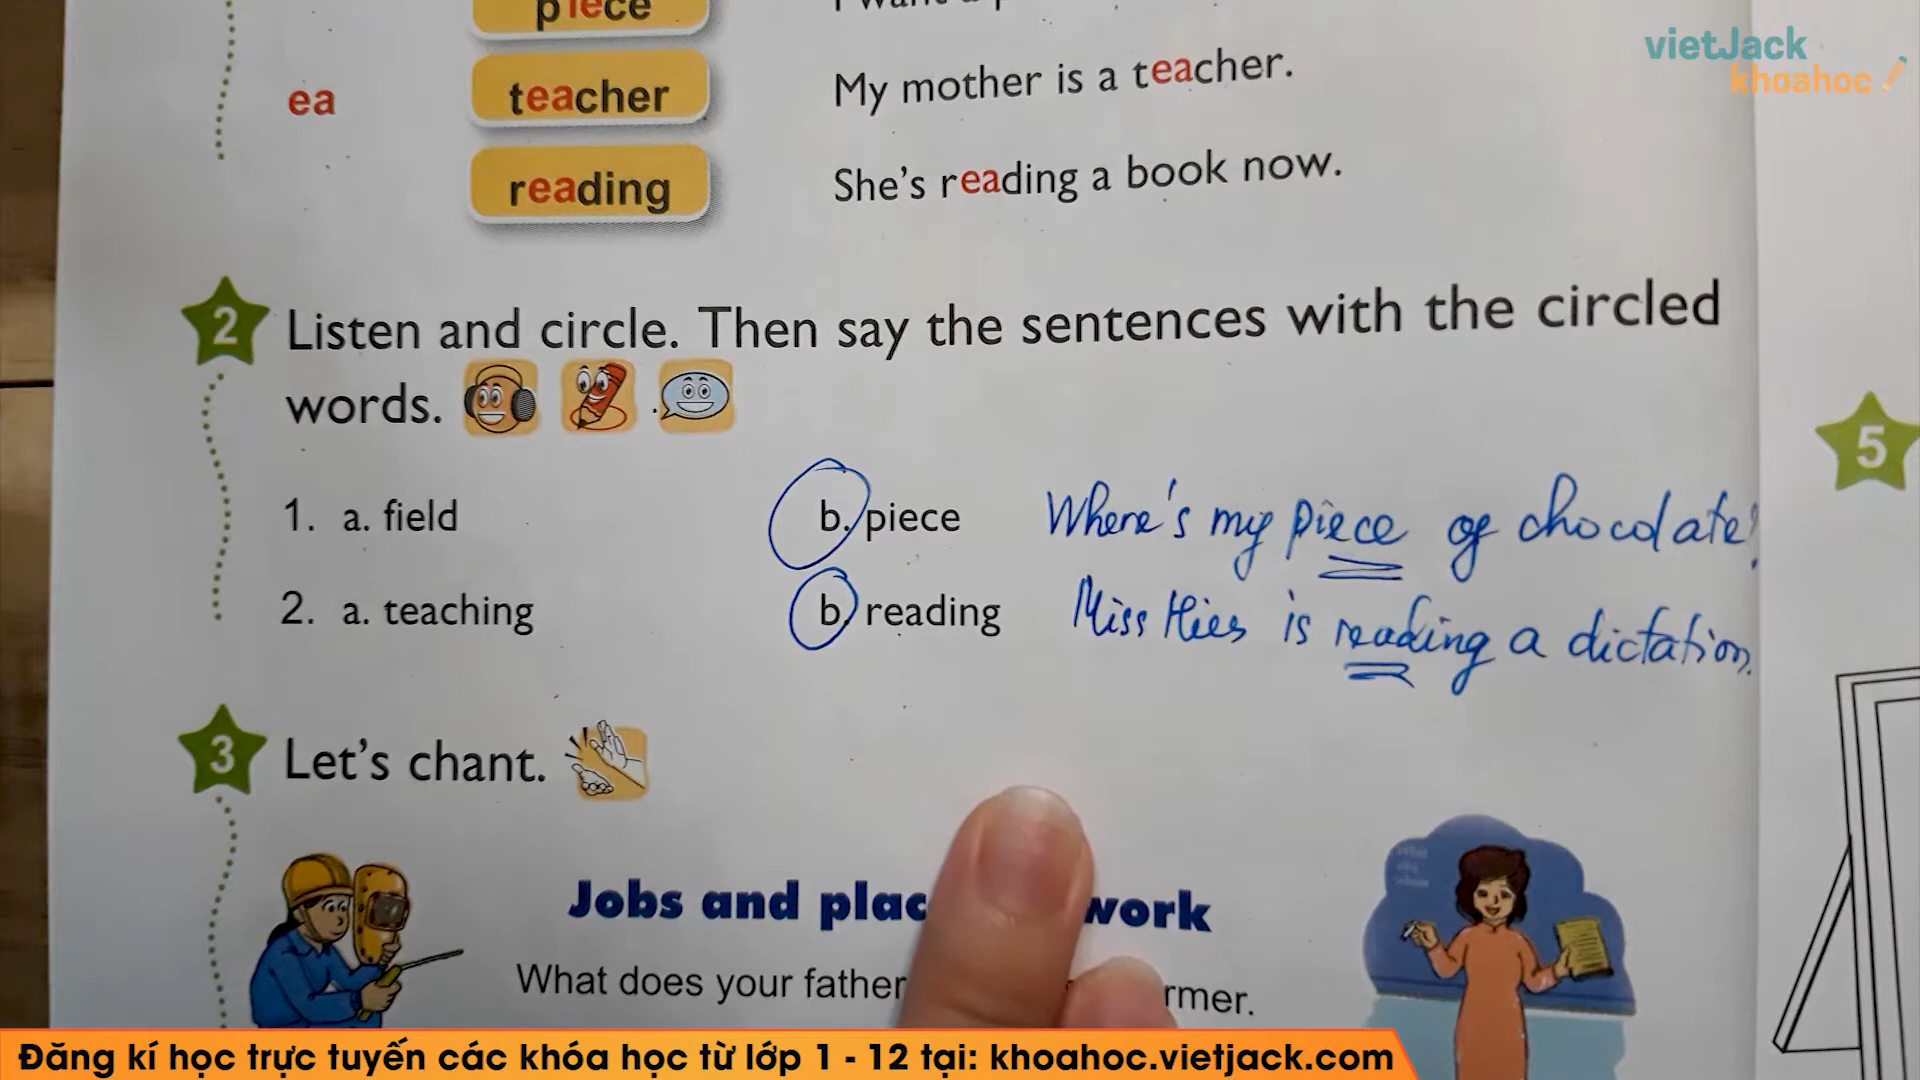 piece
vietJack
khoahoc
ea
teacher
My mother is a teacher.
reading
She's reading a book now.
2 Listen and circle. Then say the sentences with the circled
words.
5
1. a. field b. piece Where's my piece of chocolate?
2. a. teaching b. reading Miss Hien is reading a dictation.
3 Let's chant.
Jobs and work
What does your father
Đăng kí học trực tuyến các khóa học từ lớp 1 - 12 tại: khoahoc.vietjack.com